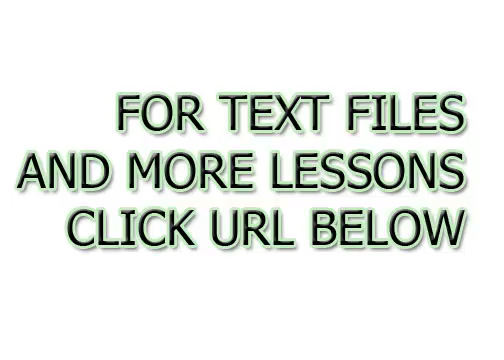 FOR TEXT FILES
AND MORE LESSONS
CLICK URL BELOW